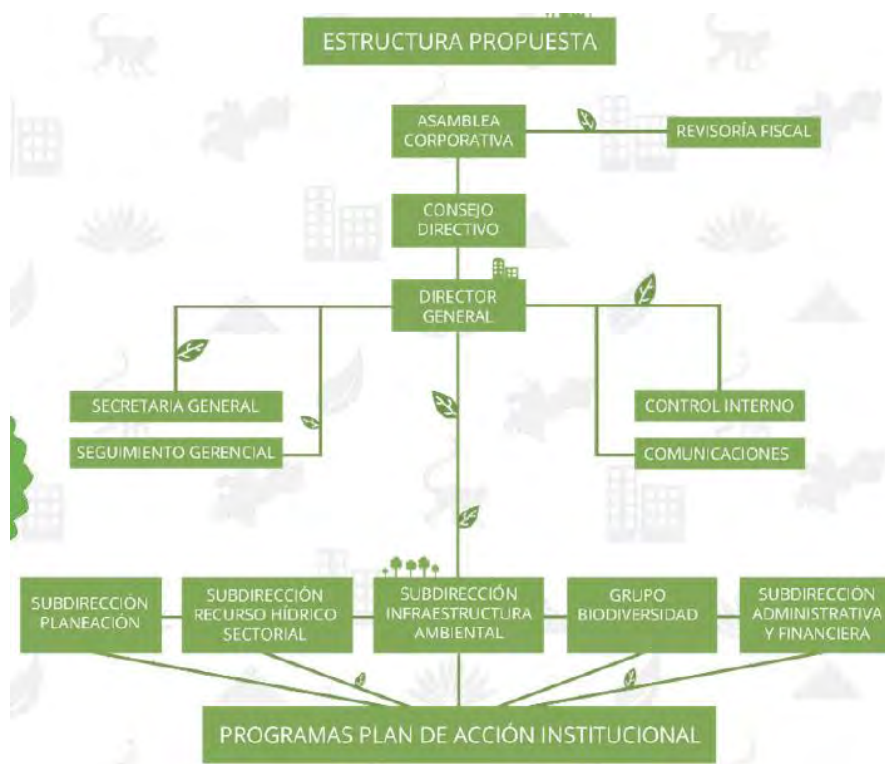 ESTRUCTURA PROPUESTA
ASAMBLEA
CORPORATIVA
REVISORÍA FISCAL
CONSEJO
DIRECTIVO
DIRECTOR
GENERAL
SECRETARIA GENERAL
SEGUIMIENTO GERENCIAL
CONTROL INTERNO
COMUNICACIONES
SUBDIRECCIÓN
PLANEACIÓN
SUBDIRECCIÓN
RECURSO HÍDRICO
SECTORIAL
SUBDIRECCIÓN
INFRAESTRUCTURA
AMBIENTAL
GRUPO
BIODIVERSIDAD
SUBDIRECCIÓN
ADMINISTRATIVA
Y FINANCIERA
PROGRAMAS PLAN DE ACCIÓN INSTITUCIONAL